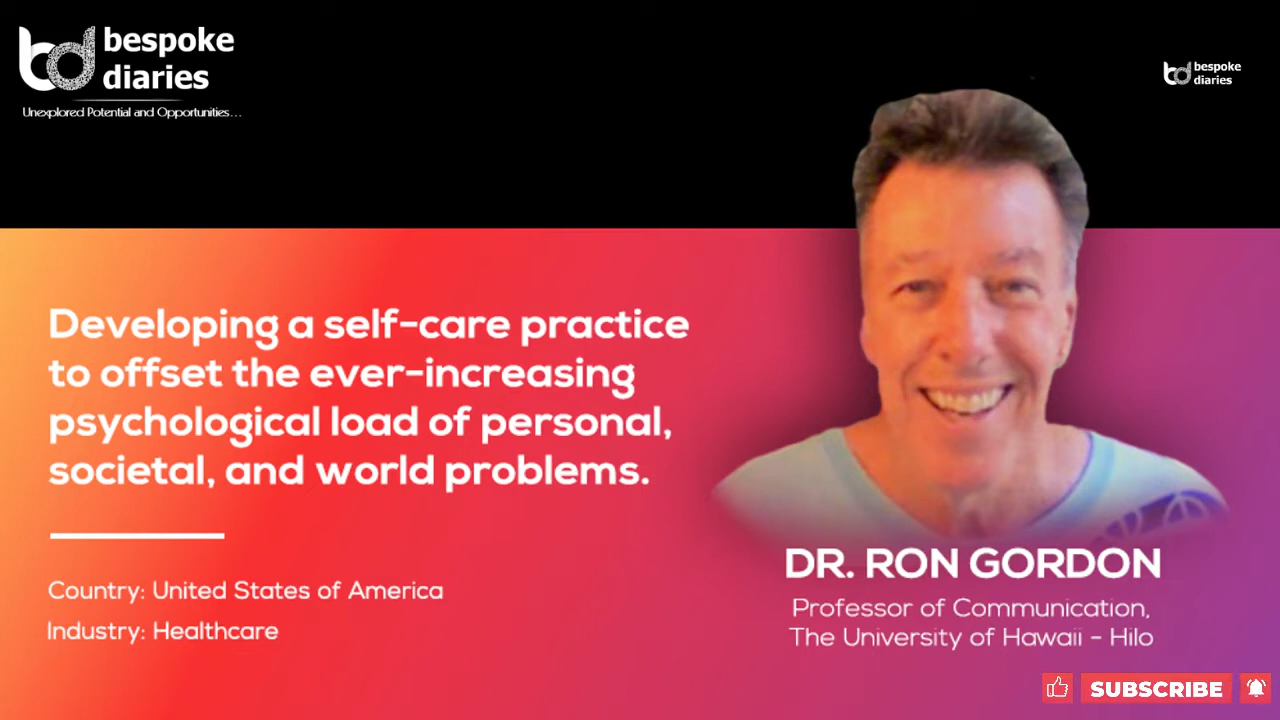 bespoke
diaries
Unexplored Potential and Opportunities...
bespoke
diaries
Developing a self-care practice
to offset the ever-increasing
psychological load of personal,
societal, and world problems.
Country: United States of America
Industry: Healthcare
DR. RON GORDON
Professor of Communication,
The University of Hawaii - Hilo
SUBSCRIBE